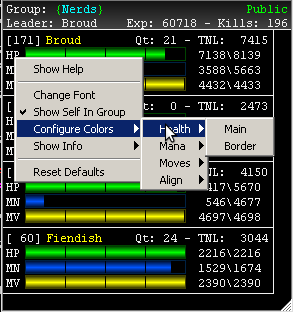 Group: {Nerds} Public
Leader: Broud Exp: 60718 - Kills: 196
[171] Broud Qt: 21 - TNL: 7415
HP 7138\8139
3588\5663
4432\4433
Show Help
Change Font
Show Self In Group
Configure Colors
Show Info
Reset Defaults
Health
Mana
Moves
Align
Main
Border
0 - TNL: 2473
4150
HP 417\5670
MN 546\4677
MV 4697\4698
[ 60] Fiendish Qt: 24 - TNL: 3044
HP 2216\2216
MN 1529\1674
MV 2390\2390